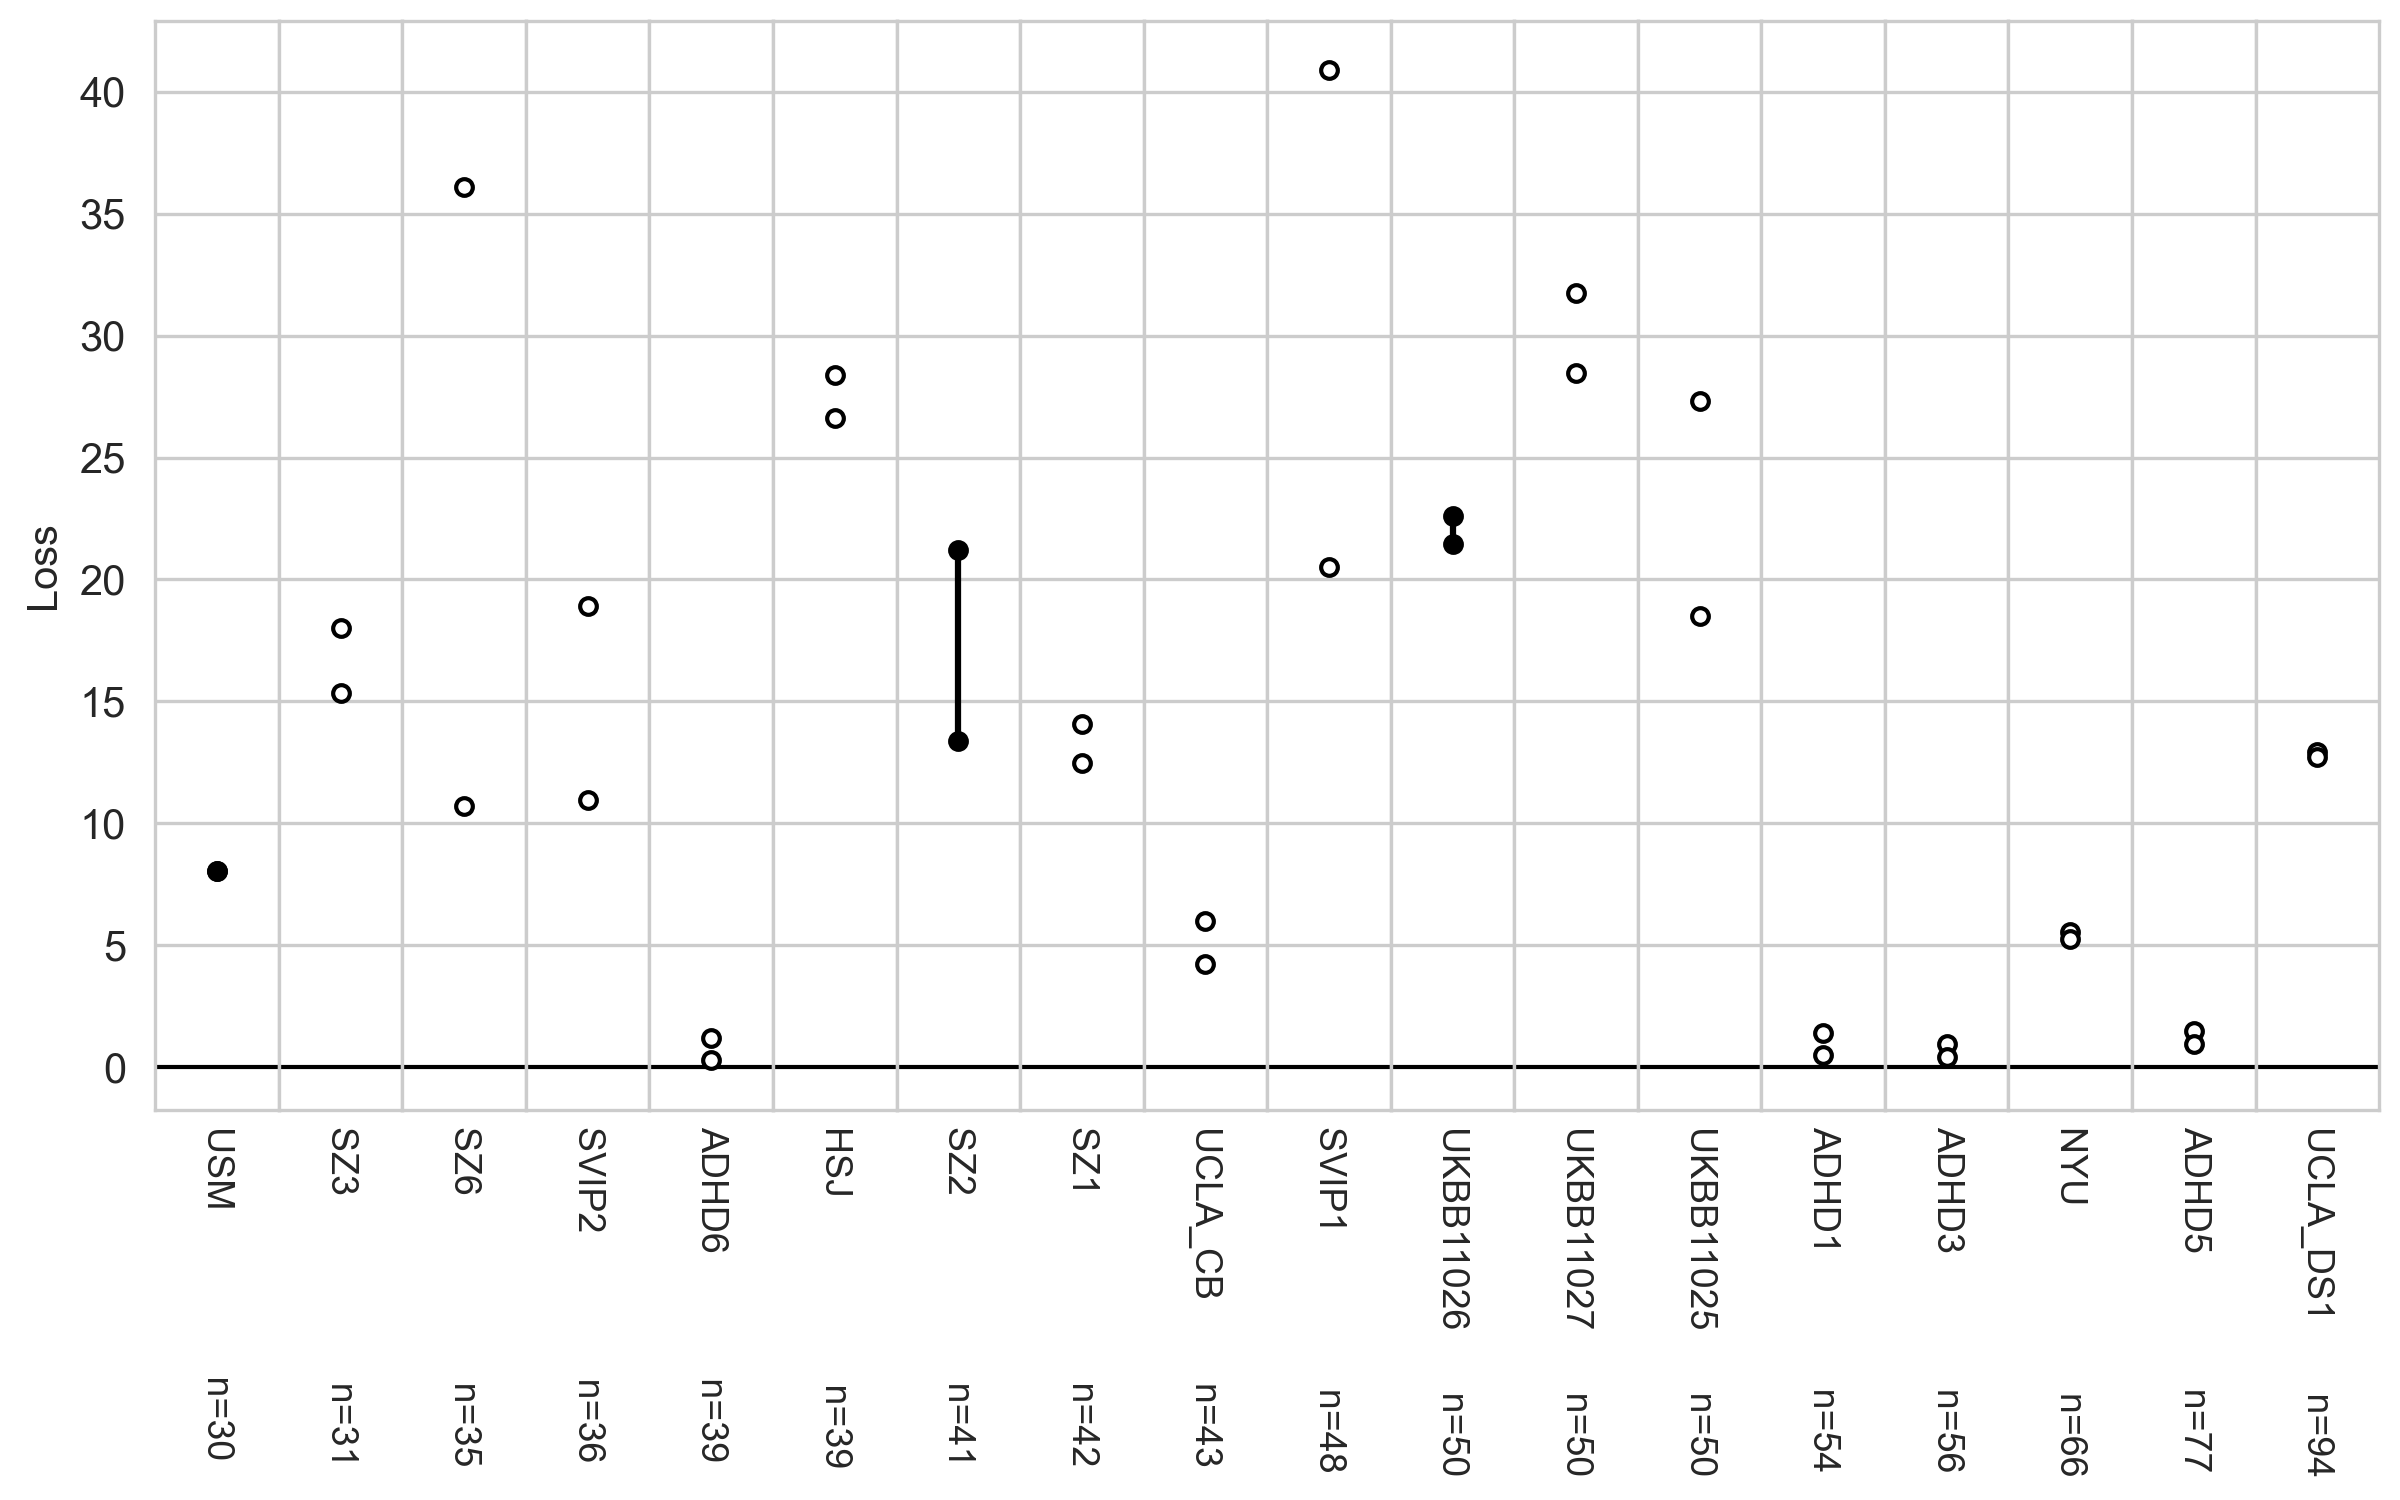 40
35
30
25
20
15
10
5
0
Loss
USM n=30
SZ3 n=31
SZ6 n=35
SVIP2 n=36
ADHD6 n=39
HSJ n=39
SZ2 n=41
SZ1 n=42
UCLA_CB n=43
SVIP1 n=48
UKBB11026 n=50
UKBB11027 n=50
UKBB11025 n=50
ADHD1 n=54
ADHD3 n=56
NYU n=66
ADHD5 n=77
UCLA_DS1 n=94